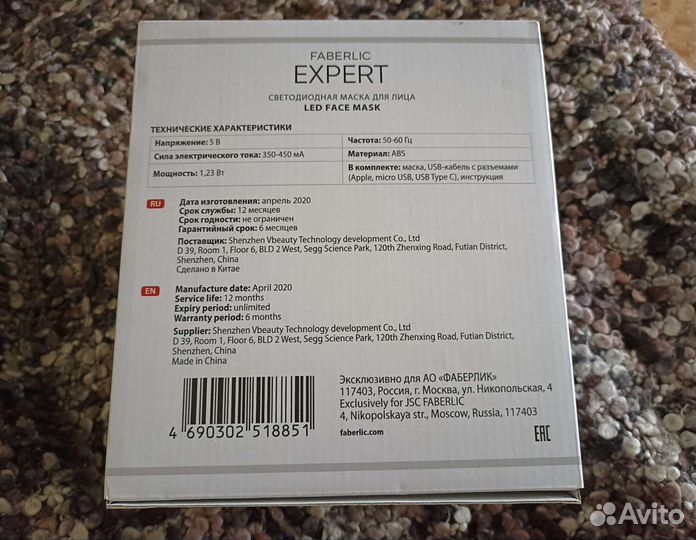 FABERLIC
EXPERT
СВЕТОДИОДНАЯ МАСКА ДЛЯ ЛИЦА
LED FACE MASK
ТЕХНИЧЕСКИЕ ХАРАКТЕРИСТИКИ
Напряжение: 5 В
Частота: 50-60 Гц
Сила электрического тока: 350-450 мА
Материал: ABS
Мощность: 1,23 Вт
В комплекте: маска, USB-кабель с разъемами
(Apple, micro USB, USB Type C), инструкция
RU
Дата изготовления: апрель 2020
Срок службы: 12 месяцев
Срок годности: не ограничен
Гарантийный срок: 6 месяцев
Поставщик: Shenzhen Vbeauty Technology development Co., Ltd
D 39, Room 1, Floor 6, BLD 2 West, Segg Science Park, 120th Zhenxing Road, Futian District,
Shenzhen, China
Сделано в Китае
EN
Manufacture date: April 2020
Service life: 12 months
Expiry period: unlimited
Warranty period: 6 months
Supplier: Shenzhen Vbeauty Technology development Co., Ltd
D 39, Room 1, Floor 6, BLD 2 West, Segg Science Park, 120th Zhenxing Road, Futian District,
Shenzhen, China
Made in China
4 690302 518851
Эксклюзивно для АО «ФАБЕРЛИК»
117403, Россия, г. Москва, ул. Никопольская, 4
Exclusively for JSC FABERLIC
4, Nikopolskaya str., Moscow, Russia, 117403
faberlic.com
EAC
Avito